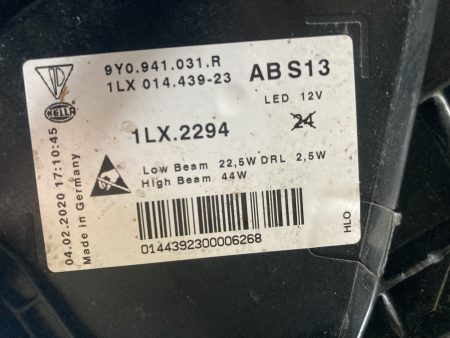 9Y0.941.031.R
1LX 014.439-23
AB S13
LED 12V
24
HELLA
1LX.2294
Low Beam 22,5W DRL 2,5W
High Beam 44W
04.02.2020 17:10:45
Made in Germany
0144392300006268
HLO